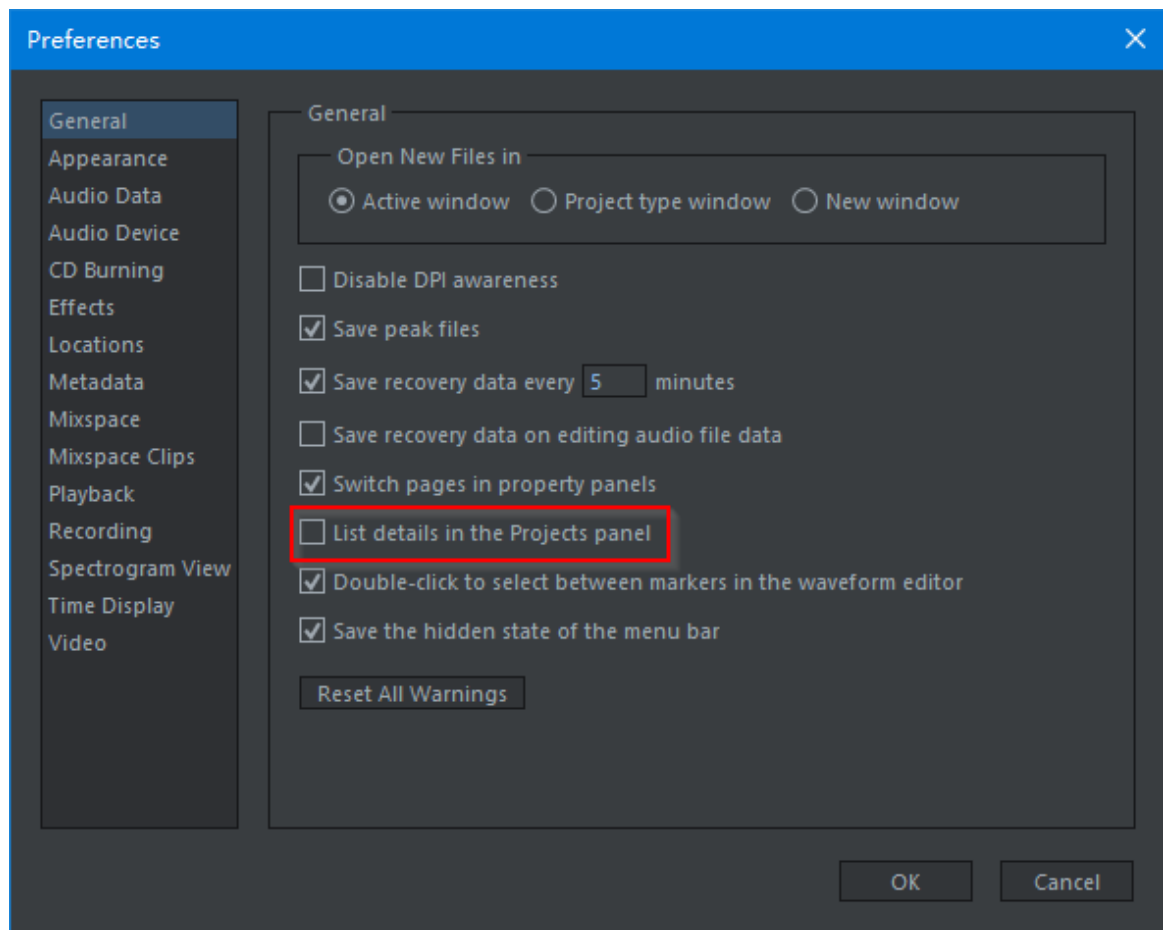 Preferences
General
Appearance
Audio Data
Audio Device
CD Burning
Effects
Locations
Metadata
Mixspace
Mixspace Clips
Playback
Recording
Spectrogram View
Time Display
Video
General
Open New Files in
Active window Project type window New window
Disable DPI awareness
Save peak files
Save recovery data every 5 minutes
Save recovery data on editing audio file data
Switch pages in property panels
List details in the Projects panel
Double-click to select between markers in the waveform editor
Save the hidden state of the menu bar
Reset All Warnings
OK Cancel